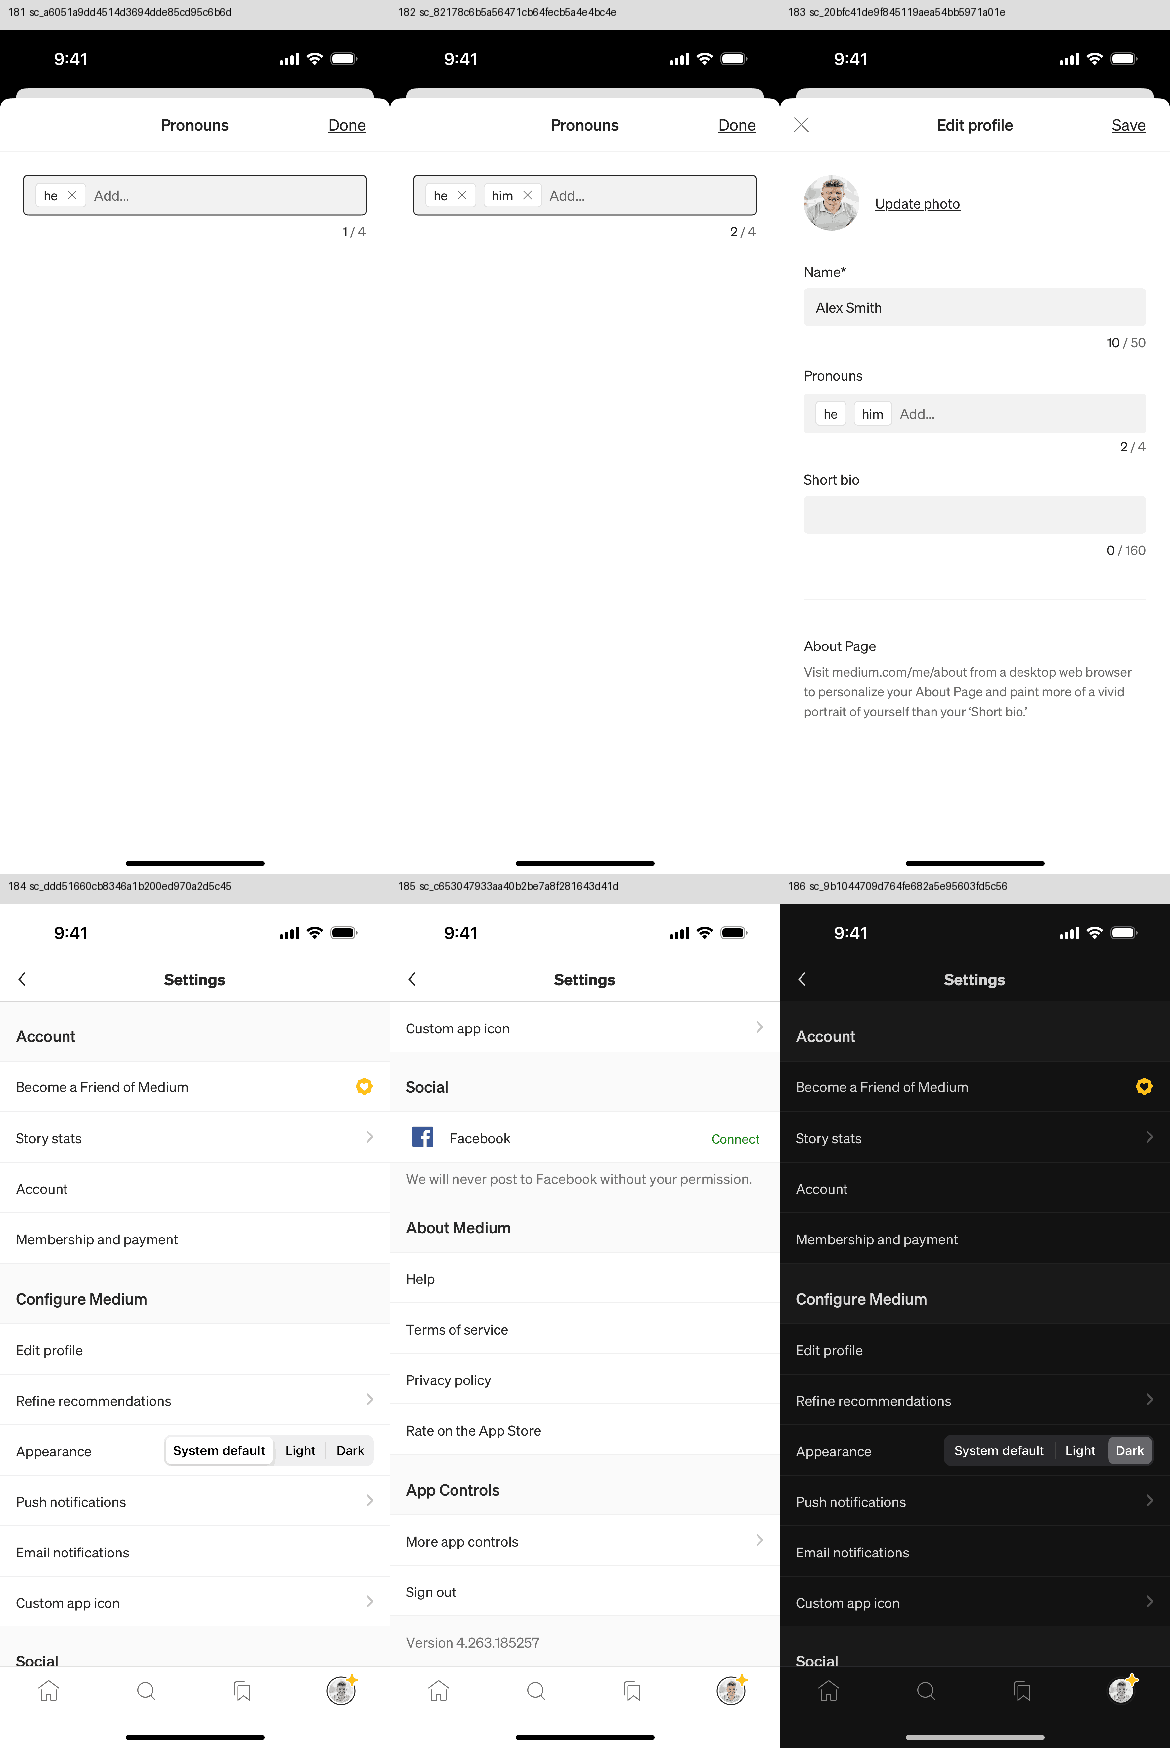 181 sc_a6051a9dd4514d3694dde85cd95c6b6d
9:41
Pronouns
Done
he
Add...
1 / 4
182 sc_82178c6b5a56471cb64fecb5a4e4bc4e
9:41
Pronouns
Done
he
him
Add...
2 / 4
183 sc_20bfc41de9f845119aea54bb5971a01e
9:41
Edit profile
Save
Update photo
Name*
Alex Smith
10 / 50
Pronouns
he
him
Add...
2 / 4
Short bio
0 / 160
About Page
Visit medium.com/me/about from a desktop web browser
to personalize your About Page and paint more of a vivid
portrait of yourself than your ‘Short bio.’
184 sc_ddd51660cb8346a1b200ed970a2d5c45
9:41
Settings
Account
Become a Friend of Medium
Story stats
Account
Membership and payment
Configure Medium
Edit profile
Refine recommendations
Appearance
System default
Light
Dark
Push notifications
Email notifications
Custom app icon
Social
185 sc_c653047933aa40b2be7a8f281643d41d
9:41
Settings
Custom app icon
Social
Facebook
Connect
We will never post to Facebook without your permission.
About Medium
Help
Terms of service
Privacy policy
Rate on the App Store
App Controls
More app controls
Sign out
Version 4.263.185257
186 sc_9b1044709d764fe682a5e95603fd5c56
9:41
Settings
Account
Become a Friend of Medium
Story stats
Account
Membership and payment
Configure Medium
Edit profile
Refine recommendations
Appearance
System default
Light
Dark
Push notifications
Email notifications
Custom app icon
Social